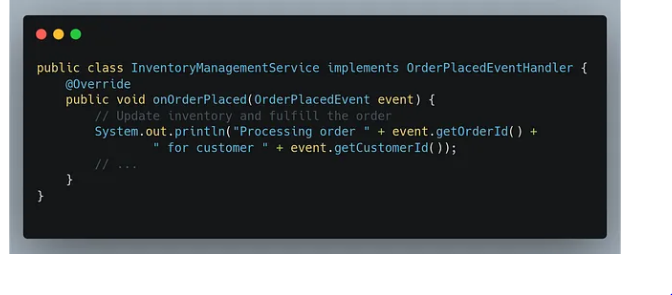 public class InventoryManagementService implements OrderPlacedEventHandler {
@Override
public void onOrderPlaced(OrderPlacedEvent event) {
// Update inventory and fulfill the order
System.out.println("Processing order " + event.getOrderId() +
" for customer " + event.getCustomerId());
// ...
}
}